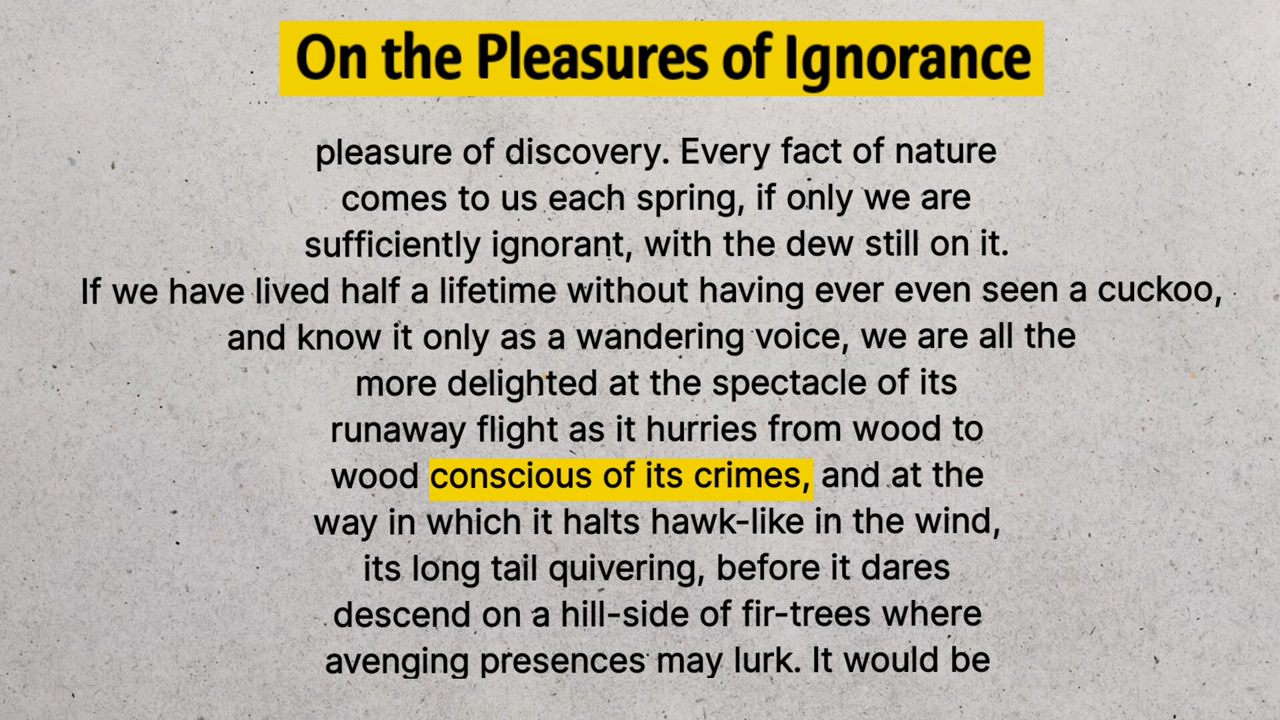 On the Pleasures of Ignorance
pleasure of discovery. Every fact of nature
comes to us each spring, if only we are
sufficiently ignorant, with the dew still on it.
If we have lived half a lifetime without having ever even seen a cuckoo,
and know it only as a wandering voice, we are all the
more delighted at the spectacle of its
runaway flight as it hurries from wood to
wood conscious of its crimes, and at the
way in which it halts hawk-like in the wind,
its long tail quivering, before it dares
descend on a hill-side of fir-trees where
avenging presences may lurk. It would be